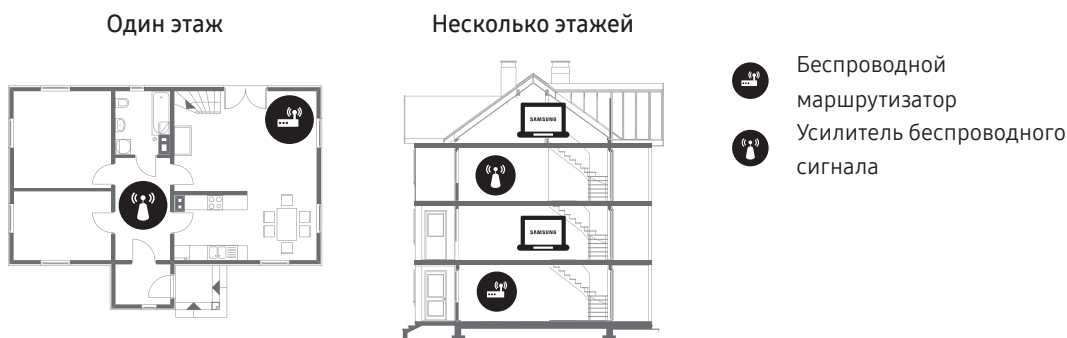 Один этаж
Несколько этажей
Беспроводной
маршрутизатор
Усилитель беспроводного
сигнала
SAMSUNG
SAMSUNG